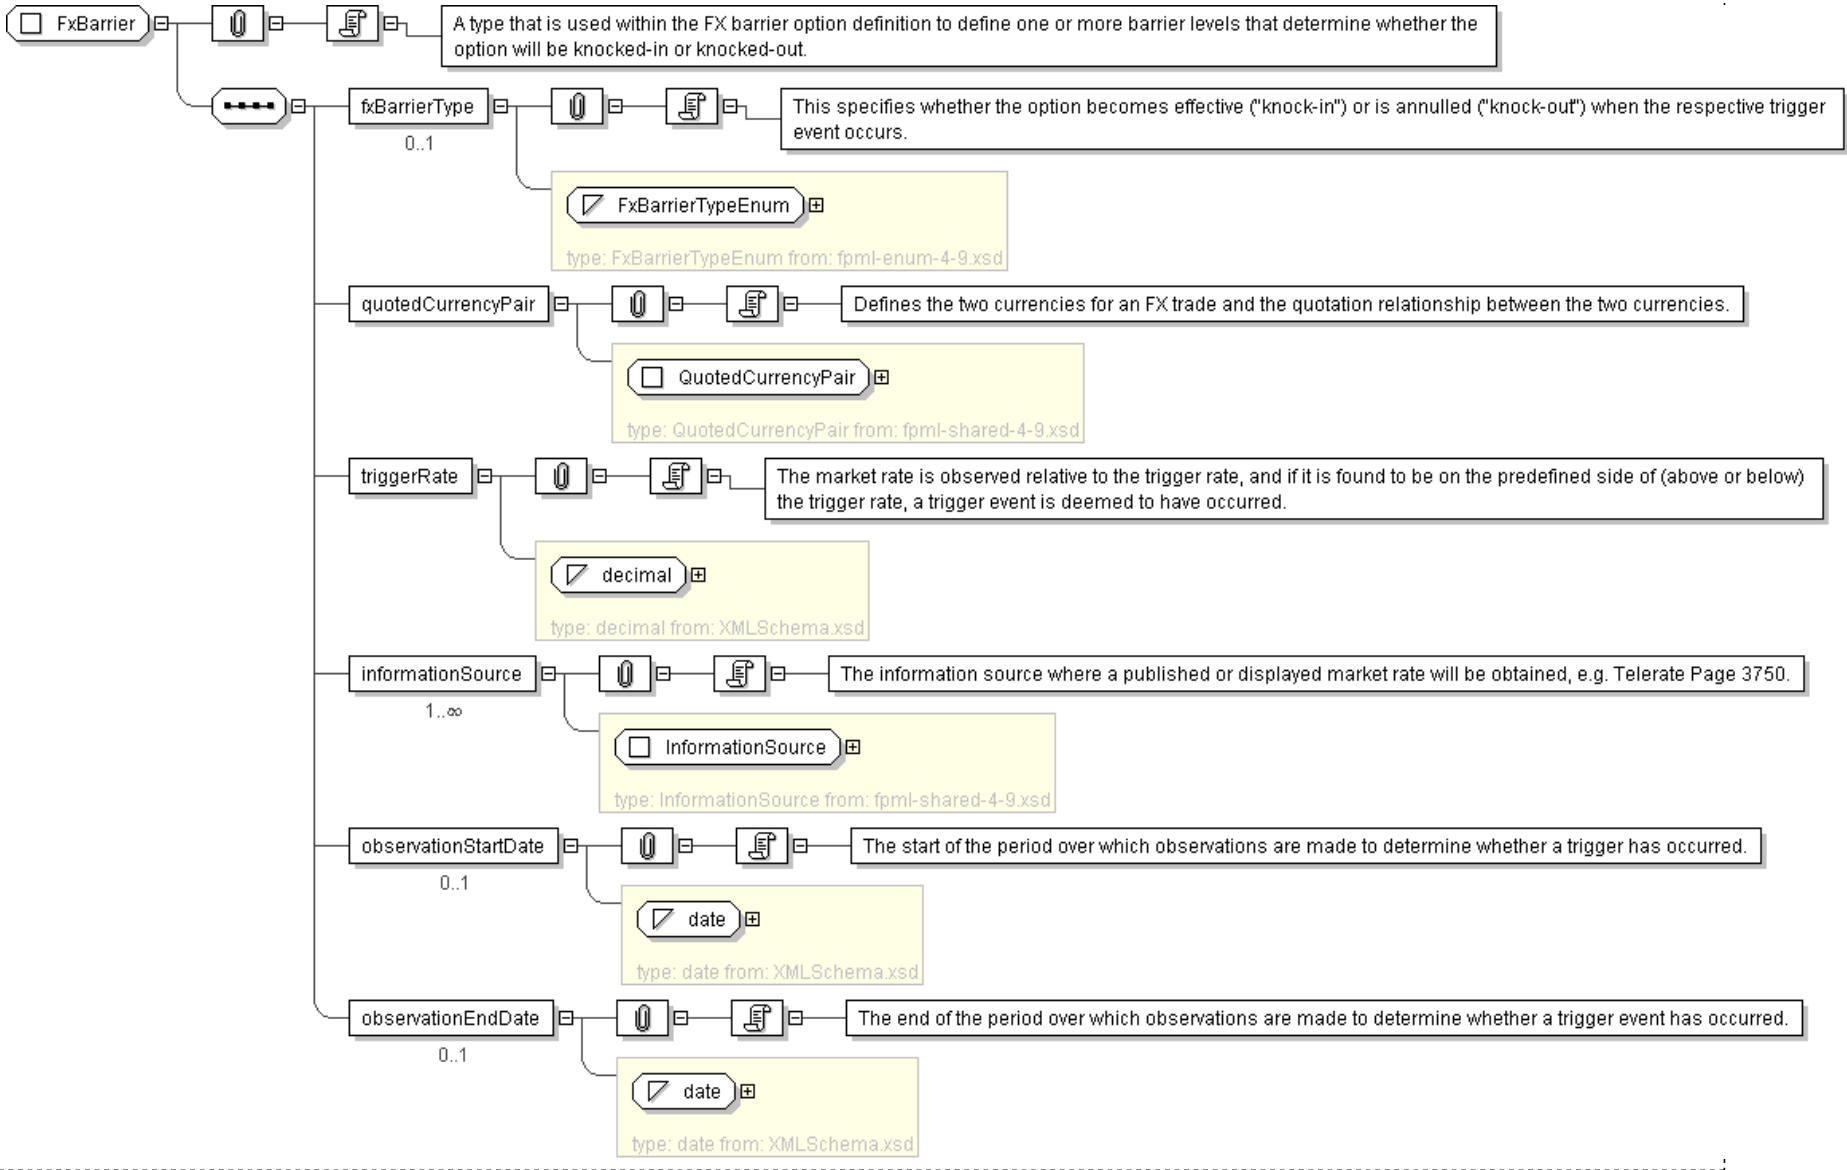 FxBarrier
A type that is used within the FX barrier option definition to define one or more barrier levels that determine whether the
option will be knocked-in or knocked-out.
fxBarrierType
0..1
This specifies whether the option becomes effective ("knock-in") or is annulled ("knock-out") when the respective trigger
event occurs.
FxBarrierTypeEnum
type: FxBarrierTypeEnum from: fpml-enum-4-9.xsd
quotedCurrencyPair
Defines the two currencies for an FX trade and the quotation relationship between the two currencies.
QuotedCurrencyPair
type: QuotedCurrencyPair from: fpml-shared-4-9.xsd
triggerRate
The market rate is observed relative to the trigger rate, and if it is found to be on the predefined side of (above or below)
the trigger rate, a trigger event is deemed to have occurred.
decimal
type: decimal from: XMLSchema.xsd
informationSource
1..∞
The information source where a published or displayed market rate will be obtained, e.g. Telerate Page 3750.
InformationSource
type: InformationSource from: fpml-shared-4-9.xsd
observationStartDate
0..1
The start of the period over which observations are made to determine whether a trigger has occurred.
date
type: date from: XMLSchema.xsd
observationEndDate
0..1
The end of the period over which observations are made to determine whether a trigger event has occurred.
date
type: date from: XMLSchema.xsd